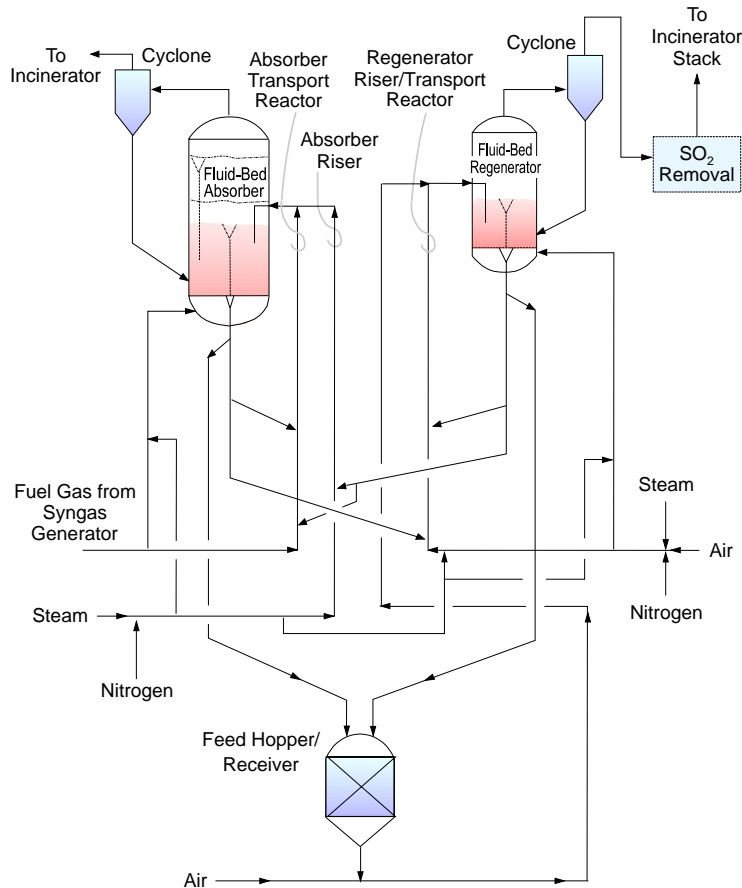 To
Incinerator
Cyclone
Absorber
Transport
Reactor
Absorber
Riser
Regenerator
Riser/Transport
Reactor
Cyclone
To
Incinerator
Stack
SO2
Removal
Fluid-Bed
Absorber
Fluid-Bed
Regenerator
Fuel Gas from
Syngas
Generator
Steam
Air
Nitrogen
Steam
Nitrogen
Feed Hopper/
Receiver
Air